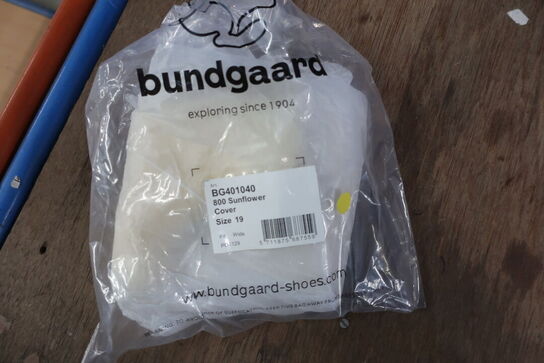 bundgaard
exploring since 1904
BG401040
800 Sunflower
Cover
Size 19
Wide
www.bundgaard-shoes.com